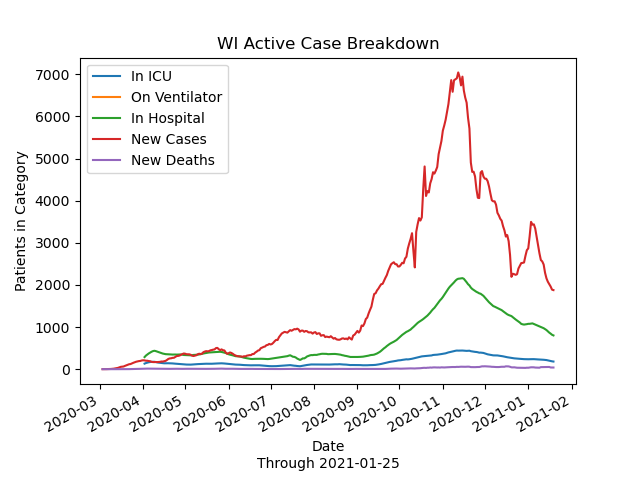 WI Active Case Breakdown
In ICU
On Ventilator
In Hospital
New Cases
New Deaths
Patients in Category
7000
6000
5000
4000
3000
2000
1000
0
2020-03
2020-04
2020-05
2020-06
2020-07
2020-08
2020-09
2020-10
2020-11
2020-12
2021-01
2021-02
Date
Through 2021-01-25